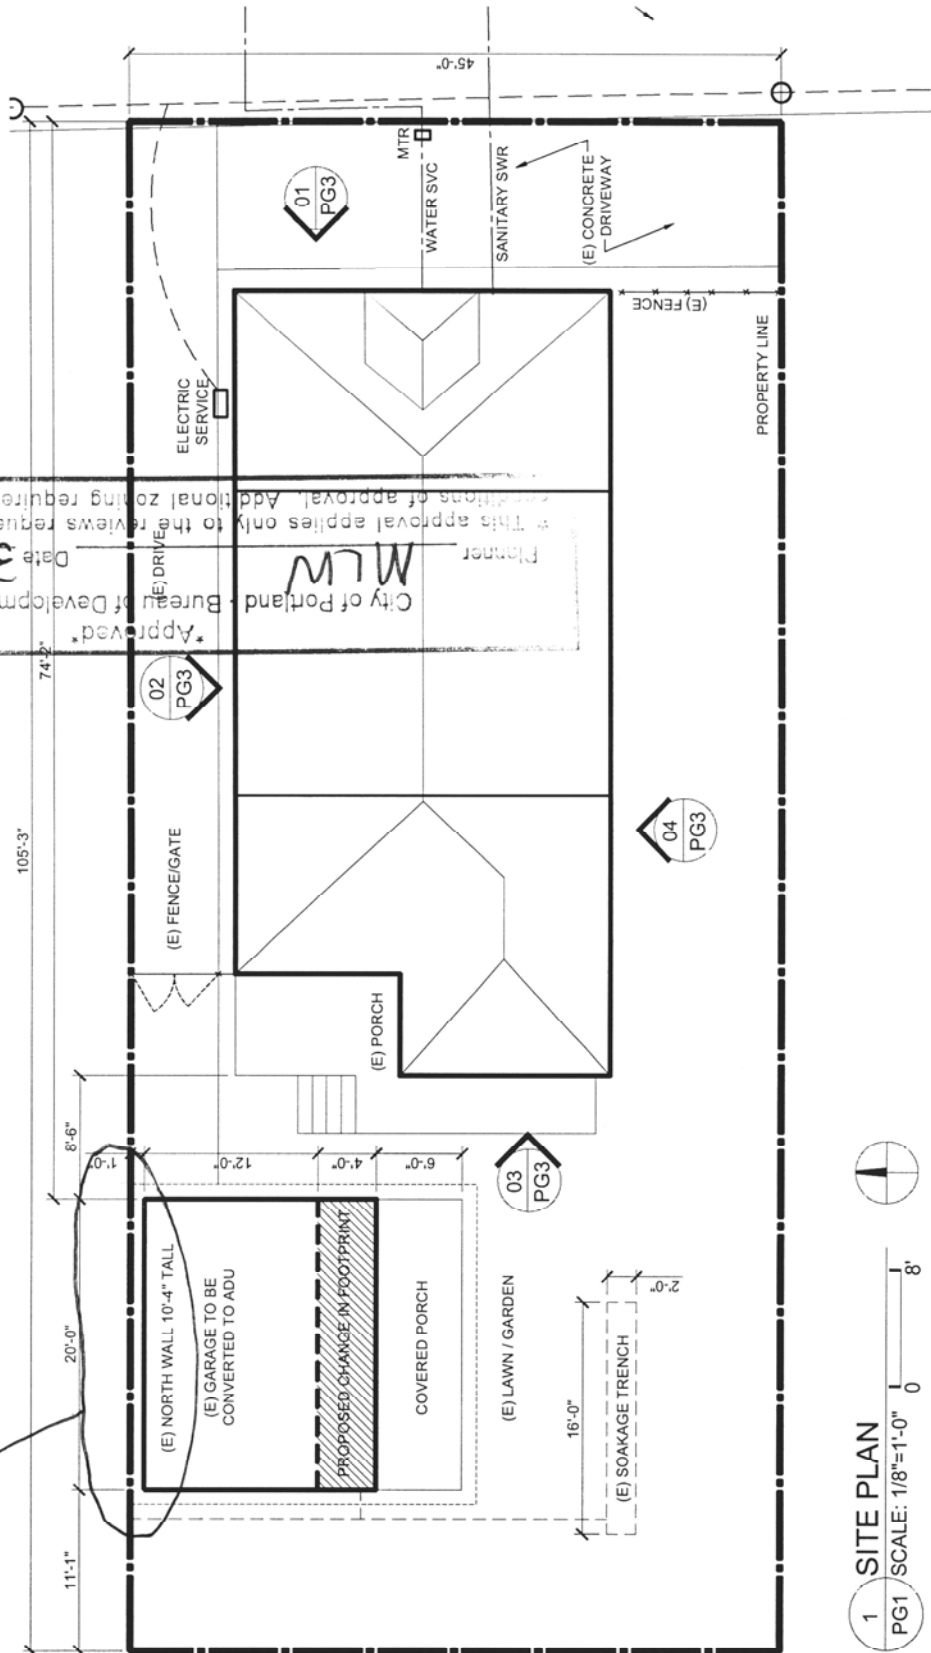 45'-0"
105'-3"
74'-2"
8'-6"
20'-0"
11'-1"
1'-0"
12'-0"
4'-0"
6'-0"
01
PG3
MTR
WATER SVC
SANITARY SWR
(E) CONCRETE
DRIVEWAY
(E) FENCE
PROPERTY LINE
ELECTRIC
SERVICE
(E) DRIVE
02
PG3
*Approved*
City of Portland - Bureau of
Planner MLW Date
* This approval applies only to the reviews
conditions of approval. Additional zoning
04
PG3
(E) FENCE/GATE
(E) PORCH
03
PG3
(E) NORTH WALL 10'-4" TALL
(E) GARAGE TO BE
CONVERTED TO ADU
PROPOSED CHANGE IN FOOTPRINT
COVERED PORCH
(E) LAWN / GARDEN
16'-0"
2'-0"
(E) SOAKAGE TRENCH
1
PG1
SITE PLAN
SCALE: 1/8"=1'-0"
0
8'